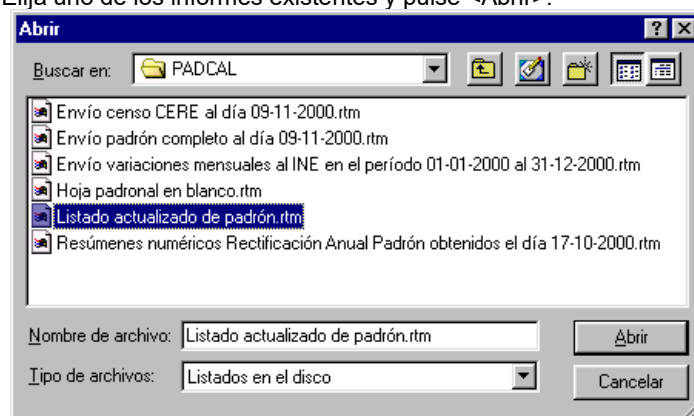 Elija uno de los informes existentes y pulse <Abrir>.
Abrir
Buscar en: PADCAL
Envío censo CERE al día 09-11-2000.rtm
Envío padrón completo al día 09-11-2000.rtm
Envío variaciones mensuales al INE en el período 01-01-2000 al 31-12-2000.rtm
Hoja padronal en blanco.rtm
Listado actualizado de padrón.rtm
Resúmenes numéricos Rectificación Anual Padrón obtenidos el día 17-10-2000.rtm
Nombre de archivo: Listado actualizado de padrón.rtm Abrir
Tipo de archivos: Listados en el disco Cancelar